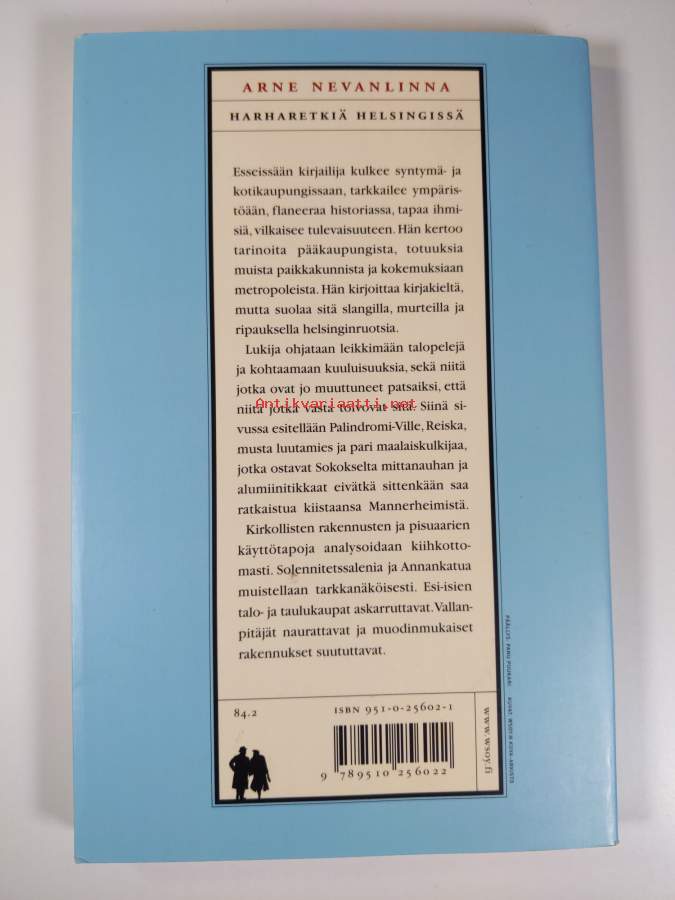 ARNE NEVANLINNA
HARHARETKIÄ HELSINGISSÄ
Esseissään kirjailija kulkee syntymä- ja
kotikaupungissaan, tarkkailee ympäris-
töään, flaneeraa historiassa, tapaa ihmi-
siä, vilkaisee tulevaisuuteen. Hän kertoo
tarinoita pääkaupungista, totuuksia
muista paikkakunnista ja kokemuksiaan
metropoleista. Hän kirjoittaa kirjakieltä,
mutta suolaa sitä slangilla, murteilla ja
ripauksella helsinginruotsia.
Lukija ohjataan leikkimään talopelejä
ja kohtaamaan kuuluisuuksia, sekä niitä
jotka ovat jo muuttuneet patsaiksi, että
Antikvariaatti.net
niitä jotka vasta toivovat sitä. Siinä si-
vussa esitellään Palindromi-Ville, Reiska,
musta luutamies ja pari maalaiskulkijaa,
jotka ostavat Sokokselta mittanauhan ja
alumiinitikkaat eivätkä sittenkään saa
ratkaistua kiistaansa Mannerheimistä.
Kirkollisten rakennusten ja pisuaarien
käyttötapoja analysoidaan kiihkotto-
masti. Solennitetssalenia ja Annankatua
muistellaan tarkkanäköisesti. Esi-isien
talo- ja taulukaupat askarruttavat. Vallan-
pitäjät naurattavat ja muodinmukaiset
rakennukset suututtavat.
84.2
ISBN 951-0-25602-1
9 789510 256022
www.wsoy.fi